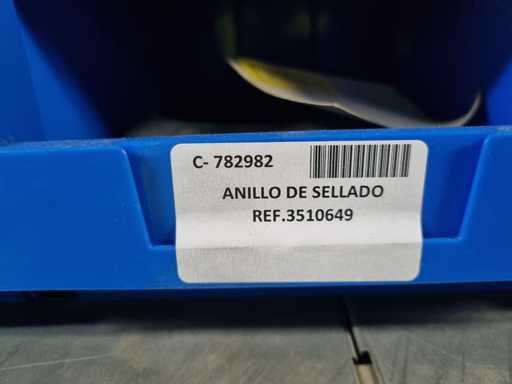 C- 782982
ANILLO DE SELLADO
REF.3510649